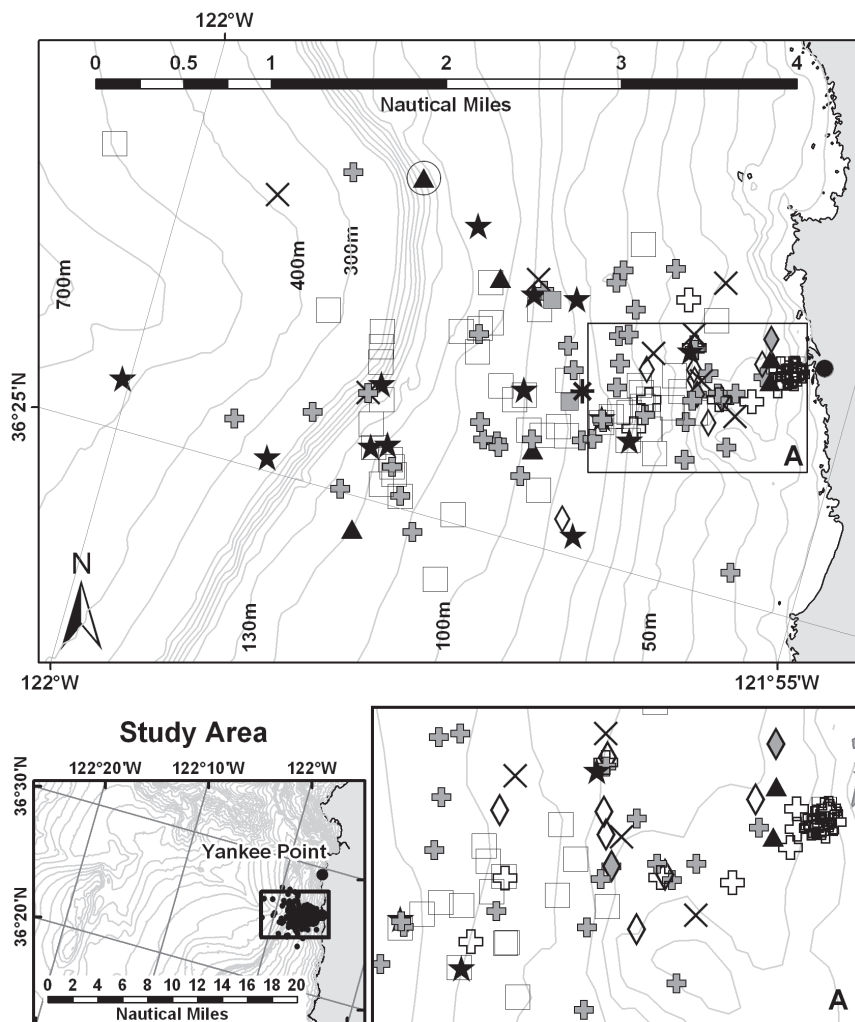 122°W
0 0.5 1 2 3 4
Nautical Miles
700m
400m
300m
36°25'N
A
N
130m
100m
50m
122°W
121°55'W
Study Area
122°20'W 122°10'W 122°W
36°30'N
Yankee Point
36°20'N
0 2 4 6 8 10 12 14 16 18 20
Nautical Miles
A